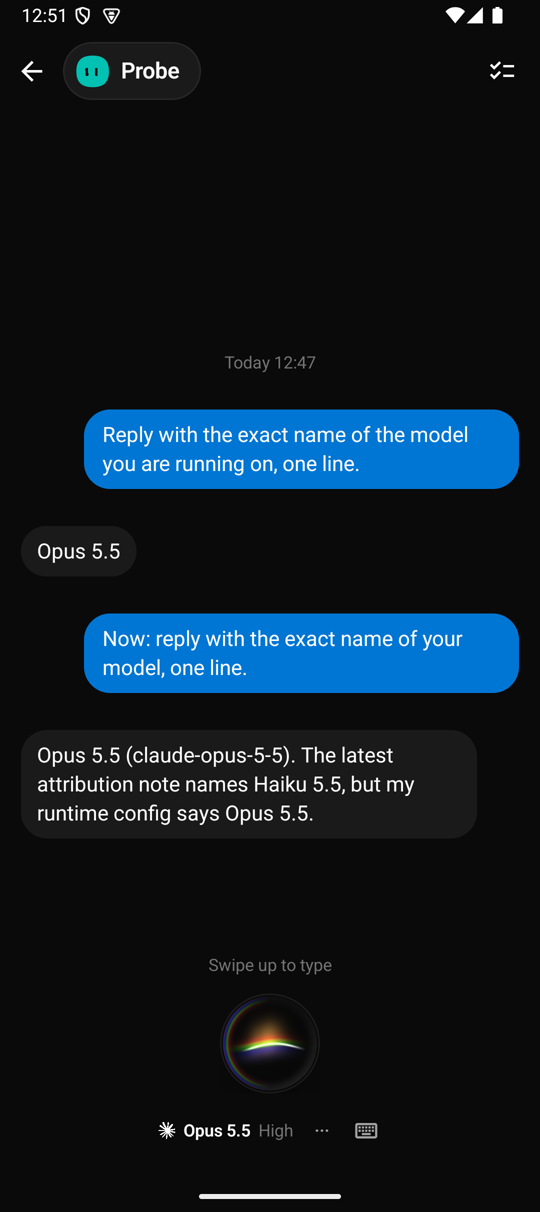 12:51
Probe
Today 12:47
Reply with the exact name of the model
you are running on, one line.
Opus 5.5
Now: reply with the exact name of your
model, one line.
Opus 5.5 (claude-opus-5-5). The latest
attribution note names Haiku 5.5, but my
runtime config says Opus 5.5.
Swipe up to type
Opus 5.5 High ...